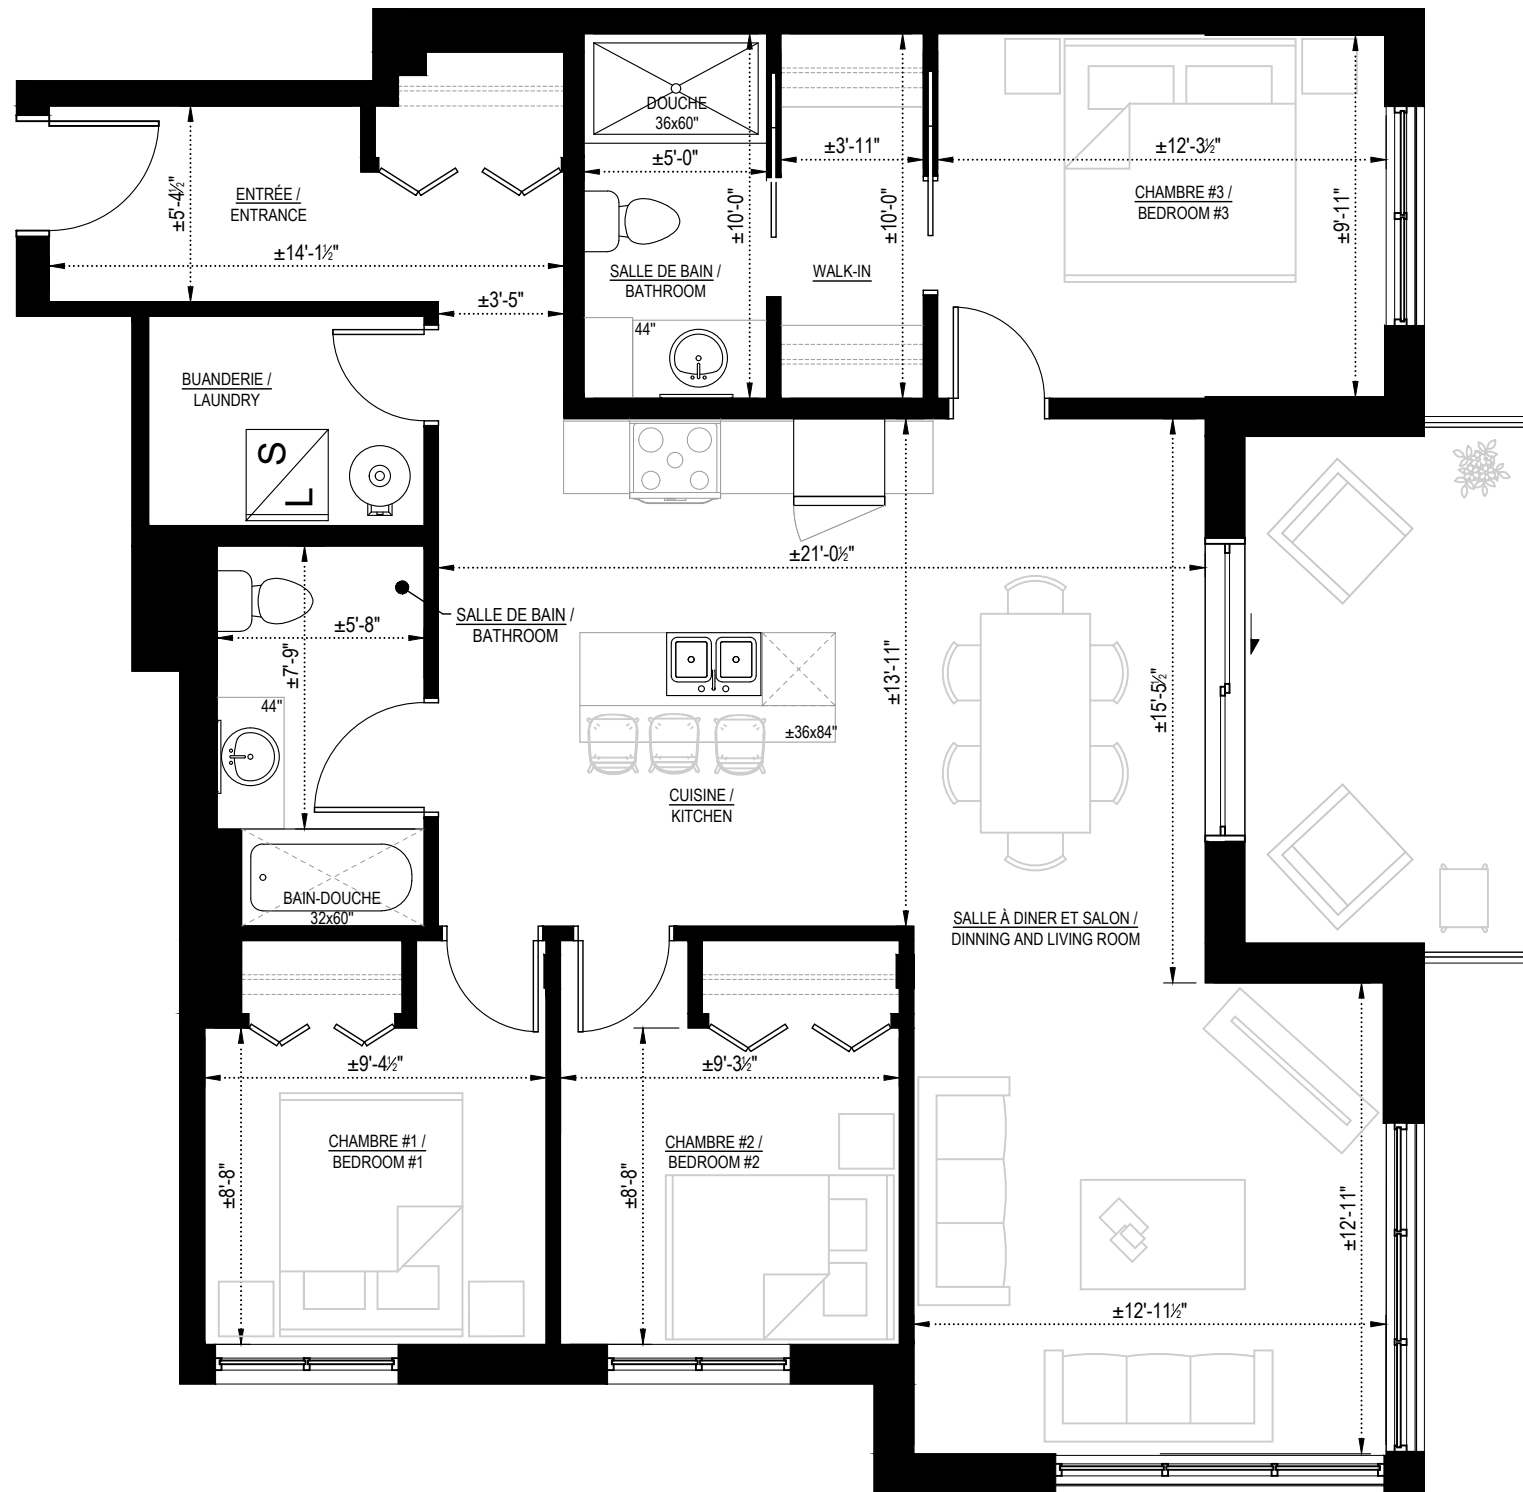 DOUCHE
36x60"
±5'-0"
±3'-11"
±12'-3½"
±5'-4½"
ENTRÉE /
ENTRANCE
±14'-1½"
±10'-0"
±10'-0"
CHAMBRE #3 /
BEDROOM #3
±9'-11"
SALLE DE BAIN /
BATHROOM
WALK-IN
±3'-5"
44"
BUANDERIE /
LAUNDRY
S
L
±21'-0½"
SALLE DE BAIN /
BATHROOM
±5'-8"
±7'-9"
±13'-11"
±15'-5½"
44"
±36x84"
CUISINE /
KITCHEN
BAIN-DOUCHE
32x60"
SALLE À DINER ET SALON /
DINNING AND LIVING ROOM
±9'-4½"
±9'-3½"
CHAMBRE #1 /
BEDROOM #1
CHAMBRE #2 /
BEDROOM #2
±8'-8"
±8'-8"
±12'-11"
±12'-11½"